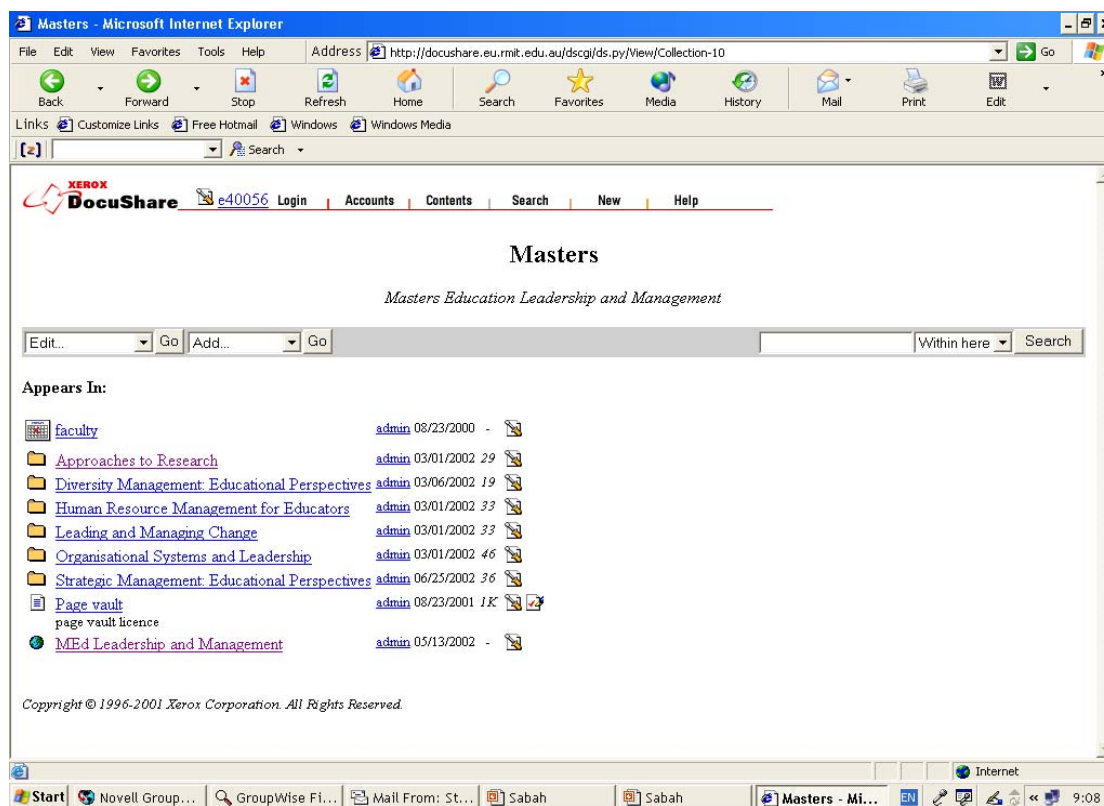 Masters - Microsoft Internet Explorer
File Edit View Favorites Tools Help Address http://docushare.eu.rmit.edu.au/dscgi/ds.py/View/Collection-10 Go
Back Forward Stop Refresh Home Search Favorites Media History Mail Print Edit
Links Customize Links Free Hotmail Windows Windows Media
[z] Search
XEROX
DocuShare e40056 Login Accounts Contents Search New Help
Masters
Masters Education Leadership and Management
Edit... Go Add... Go Within here Search
Appears In:
faculty admin 08/23/2000 -
Approaches to Research admin 03/01/2002 29
Diversity Management: Educational Perspectives admin 03/06/2002 19
Human Resource Management for Educators admin 03/01/2002 33
Leading and Managing Change admin 03/01/2002 33
Organisational Systems and Leadership admin 03/01/2002 46
Strategic Management: Educational Perspectives admin 06/25/2002 36
Page vault admin 08/23/2001 1K
page vault licence
MEd Leadership and Management admin 05/13/2002 -
Copyright © 1996-2001 Xerox Corporation. All Rights Reserved.
Internet
Start Novell Group... GroupWise Fi... Mail From: St... Sabah Sabah Masters - Mi... EN « 9:08